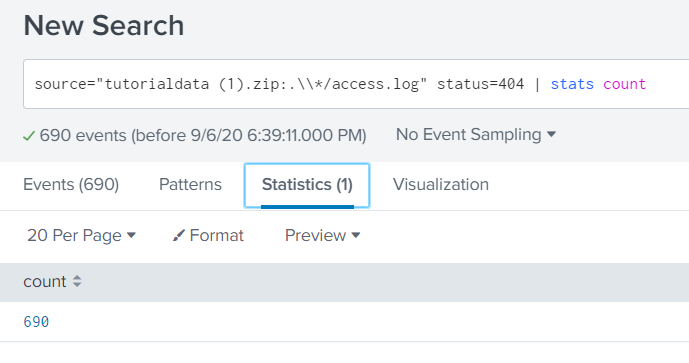 New Search
source="tutorialdata (1).zip:.\\*/access.log" status=404 | stats count
690 events (before 9/6/20 6:39:11.000 PM) No Event Sampling
Events (690) Patterns Statistics (1) Visualization
20 Per Page Format Preview
count
690